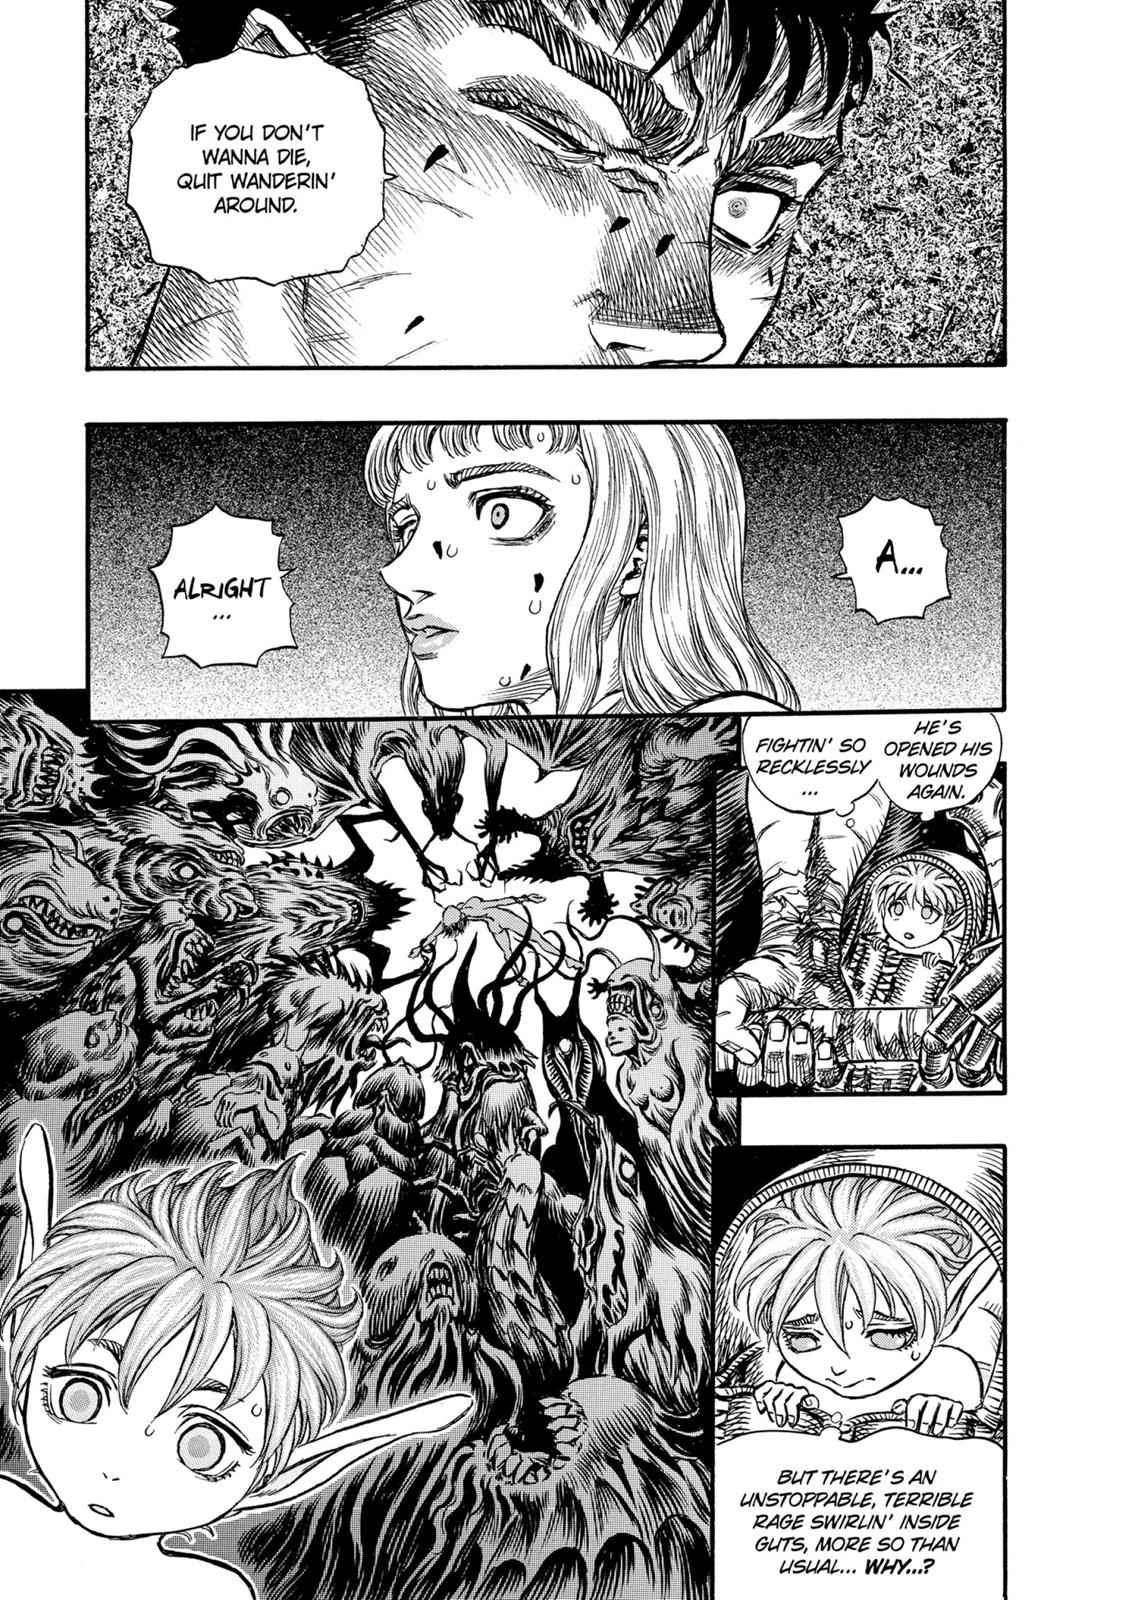 IF YOU DON'T
WANNA DIE,
QUIT WANDERIN'
AROUND.
A...
ALRIGHT
...
HE'S
OPENED HIS
WOUNDS
AGAIN.
FIGHTIN' SO
RECKLESSLY
...
BUT THERE'S AN
UNSTOPPABLE, TERRIBLE
RAGE SWIRLIN' INSIDE
GUTS, MORE SO THAN
USUAL... WHY...?